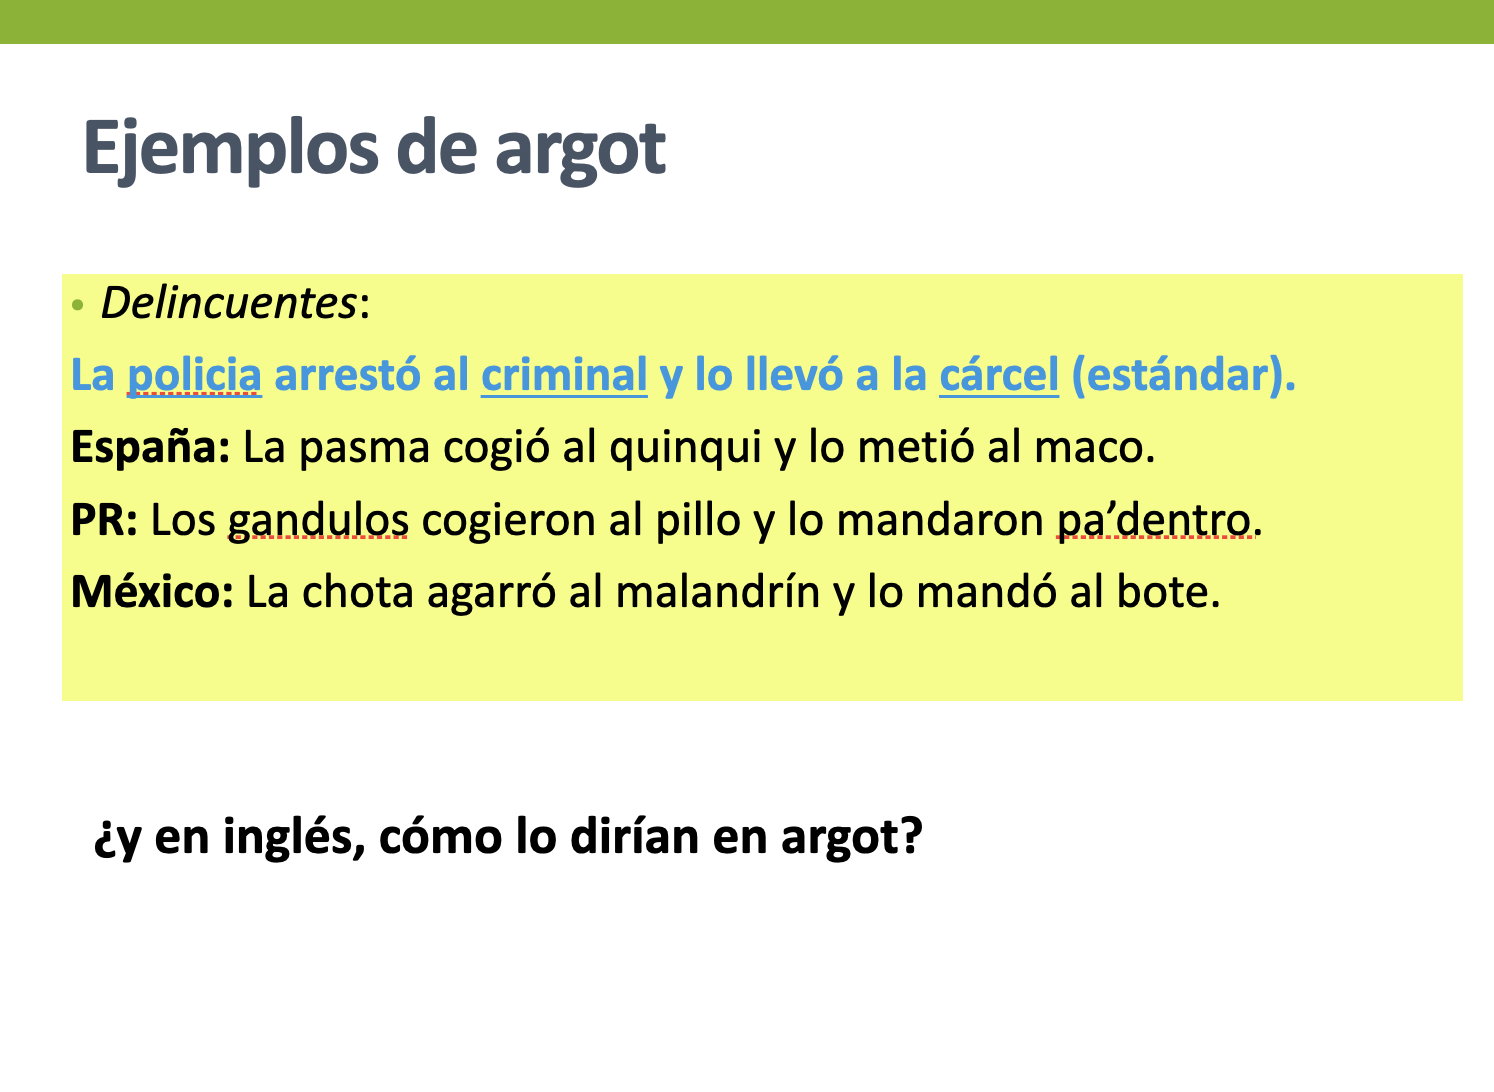 Ejemplos de argot
• Delincuentes:
La policia arrestó al criminal y lo llevó a la cárcel (estándar).
España: La pasma cogió al quinqui y lo metió al maco.
PR: Los gandulos cogieron al pillo y lo mandaron pa’dentro.
México: La chota agarró al malandrín y lo mandó al bote.
¿y en inglés, cómo lo dirían en argot?